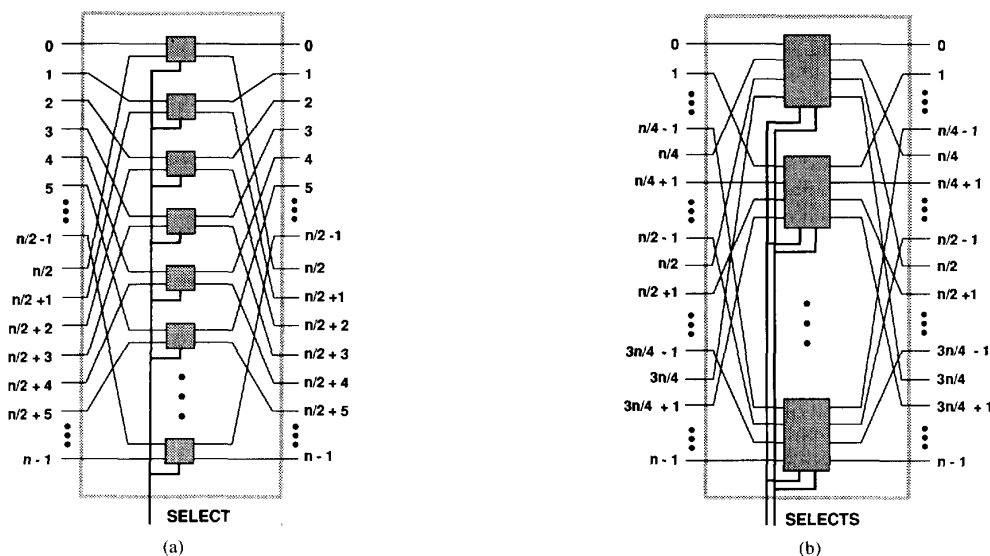 0
1
2
3
4
5
n/2 -1
n/2
n/2 +1
n/2 + 2
n/2 + 3
n/2 + 4
n/2 + 5
n - 1
0
1
2
3
4
5
n/2 -1
n/2
n/2 +1
n/2 + 2
n/2 + 3
n/2 + 4
n/2 + 5
n - 1
SELECT
(a)
0
1
n/4 - 1
n/4
n/4 + 1
n/2 - 1
n/2
n/2 +1
3n/4 - 1
3n/4
3n/4 + 1
n - 1
0
1
n/4 - 1
n/4
n/4 + 1
n/2 - 1
n/2
n/2 +1
3n/4 - 1
3n/4
3n/4 + 1
n - 1
SELECTS
(b)